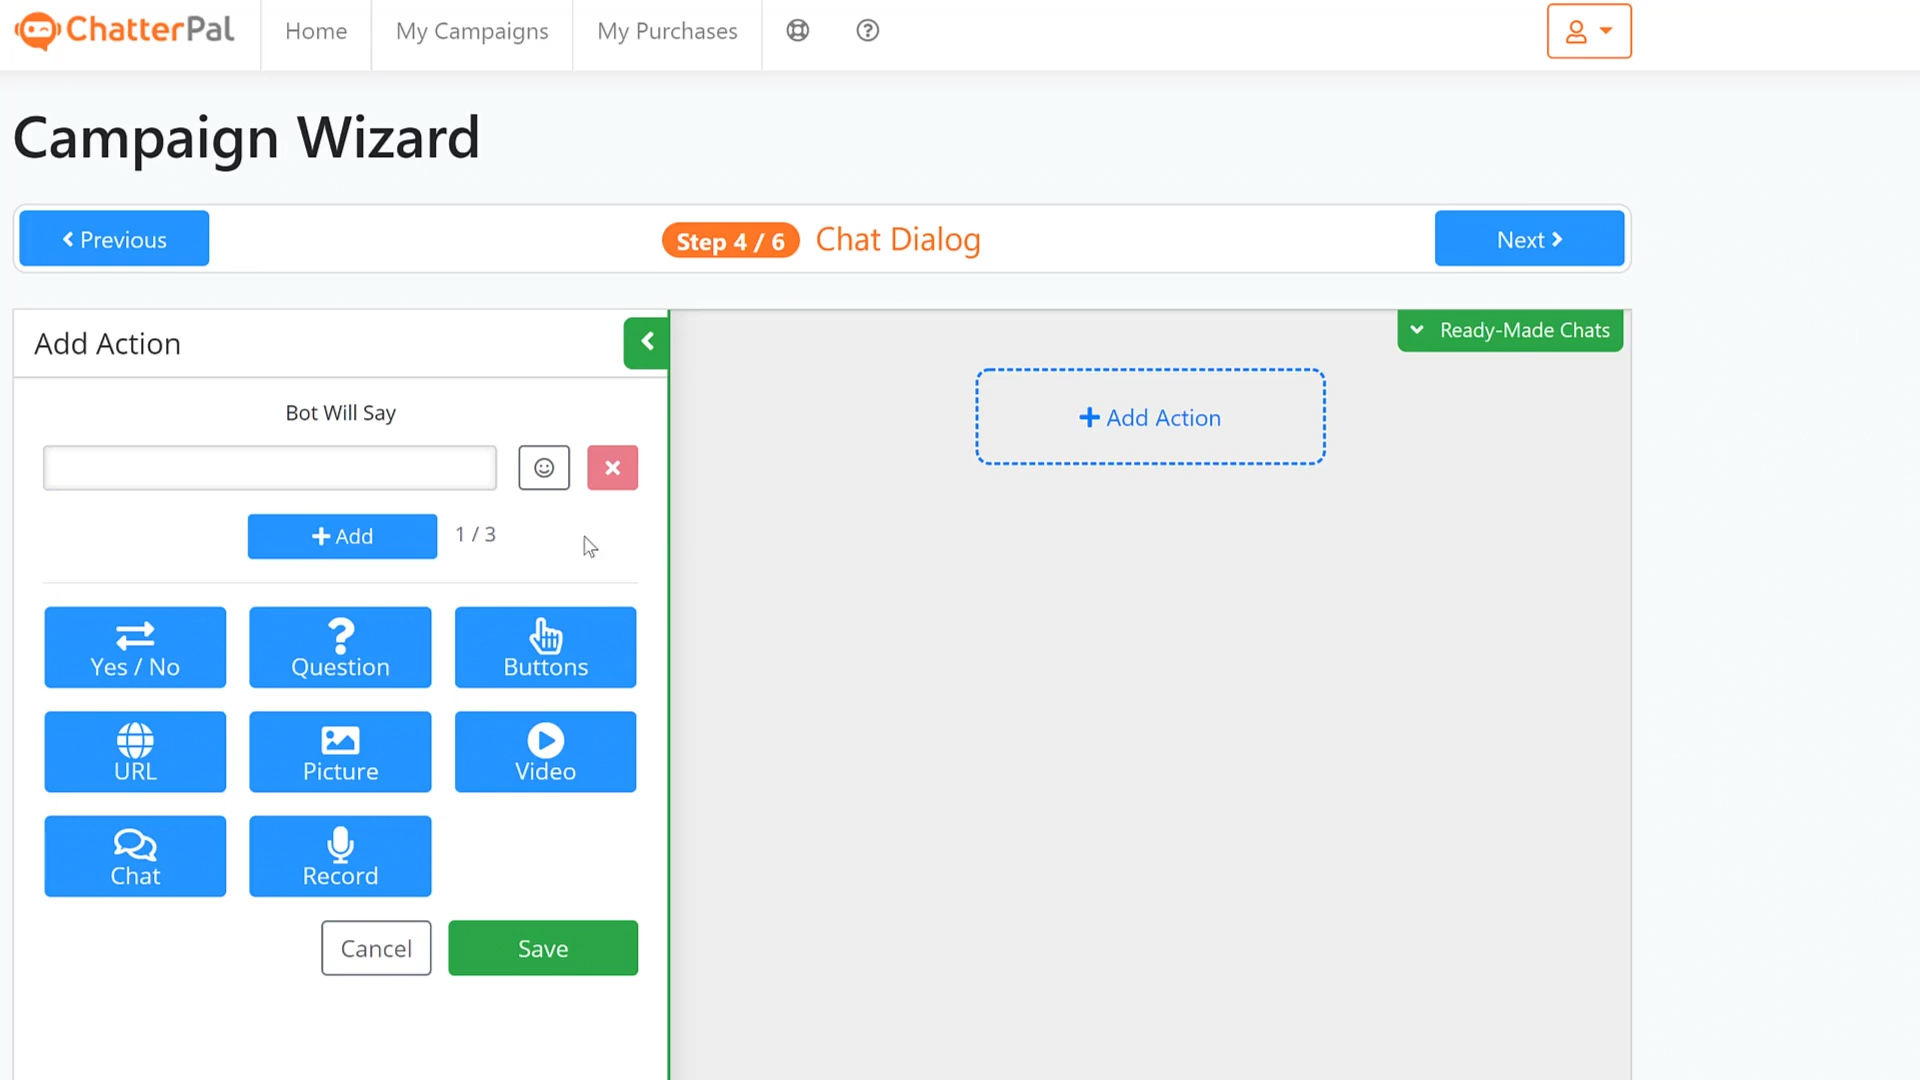 ChatterPal Home My Campaigns My Purchases
Campaign Wizard
Previous Step 4 / 6 Chat Dialog Next
Add Action
Ready-Made Chats
Add Action
Bot Will Say
Add 1 / 3
Yes / No Question Buttons
URL Picture Video
Chat Record
Cancel Save